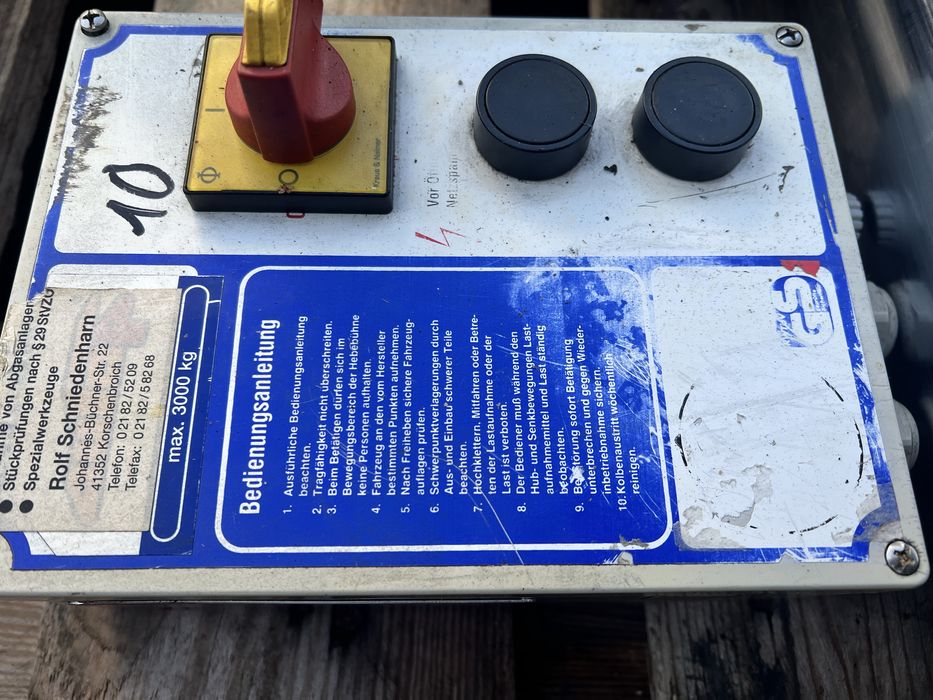 10
I
O
Kraus & Naimer
Vor
Netzspan
nahme von Abgasanlagen
● Stückprüfungen nach § 29 StVZO
● Spezialwerkzeuge
Rolf Schniedenharn
Johannes-Büchner-Str. 22
41352 Korschenbroich
Telefon: 0 21 82 / 52 09
Telefax: 0 21 82 / 5 82 68
max. 3000 kg
Bedienungsanleitung
1. Ausführliche Bedienungsanleitung
beachten.
2. Tragfähigkeit nicht überschreiten.
3. Beim Betätigen dürfen sich im
Bewegungsbereich der Hebebühne
keine Personen aufhalten.
4. Fahrzeug an den vom Hersteller
bestimmten Punkten aufnehmen.
5. Nach Freiheben sichere Fahrzeug-
auflagen prüfen.
6. Schwerpunktverlagerungen durch
Aus- und Einbau schwerer Teile
beachten.
7. Hochklettern, Mitfahren oder Betre-
ten der Lastaufnahme oder der
Last ist verboten.
8. Der Bediener muß während den
Hub- und Senkbewegungen Last-
aufnahmemittel und Last ständig
beobachten.
9. Bei Störung sofort Betätigung
unterbrechen und gegen Wieder-
inbetriebnahme sichern.
10. Kolbenaustritt wöchentlich
reinigen.